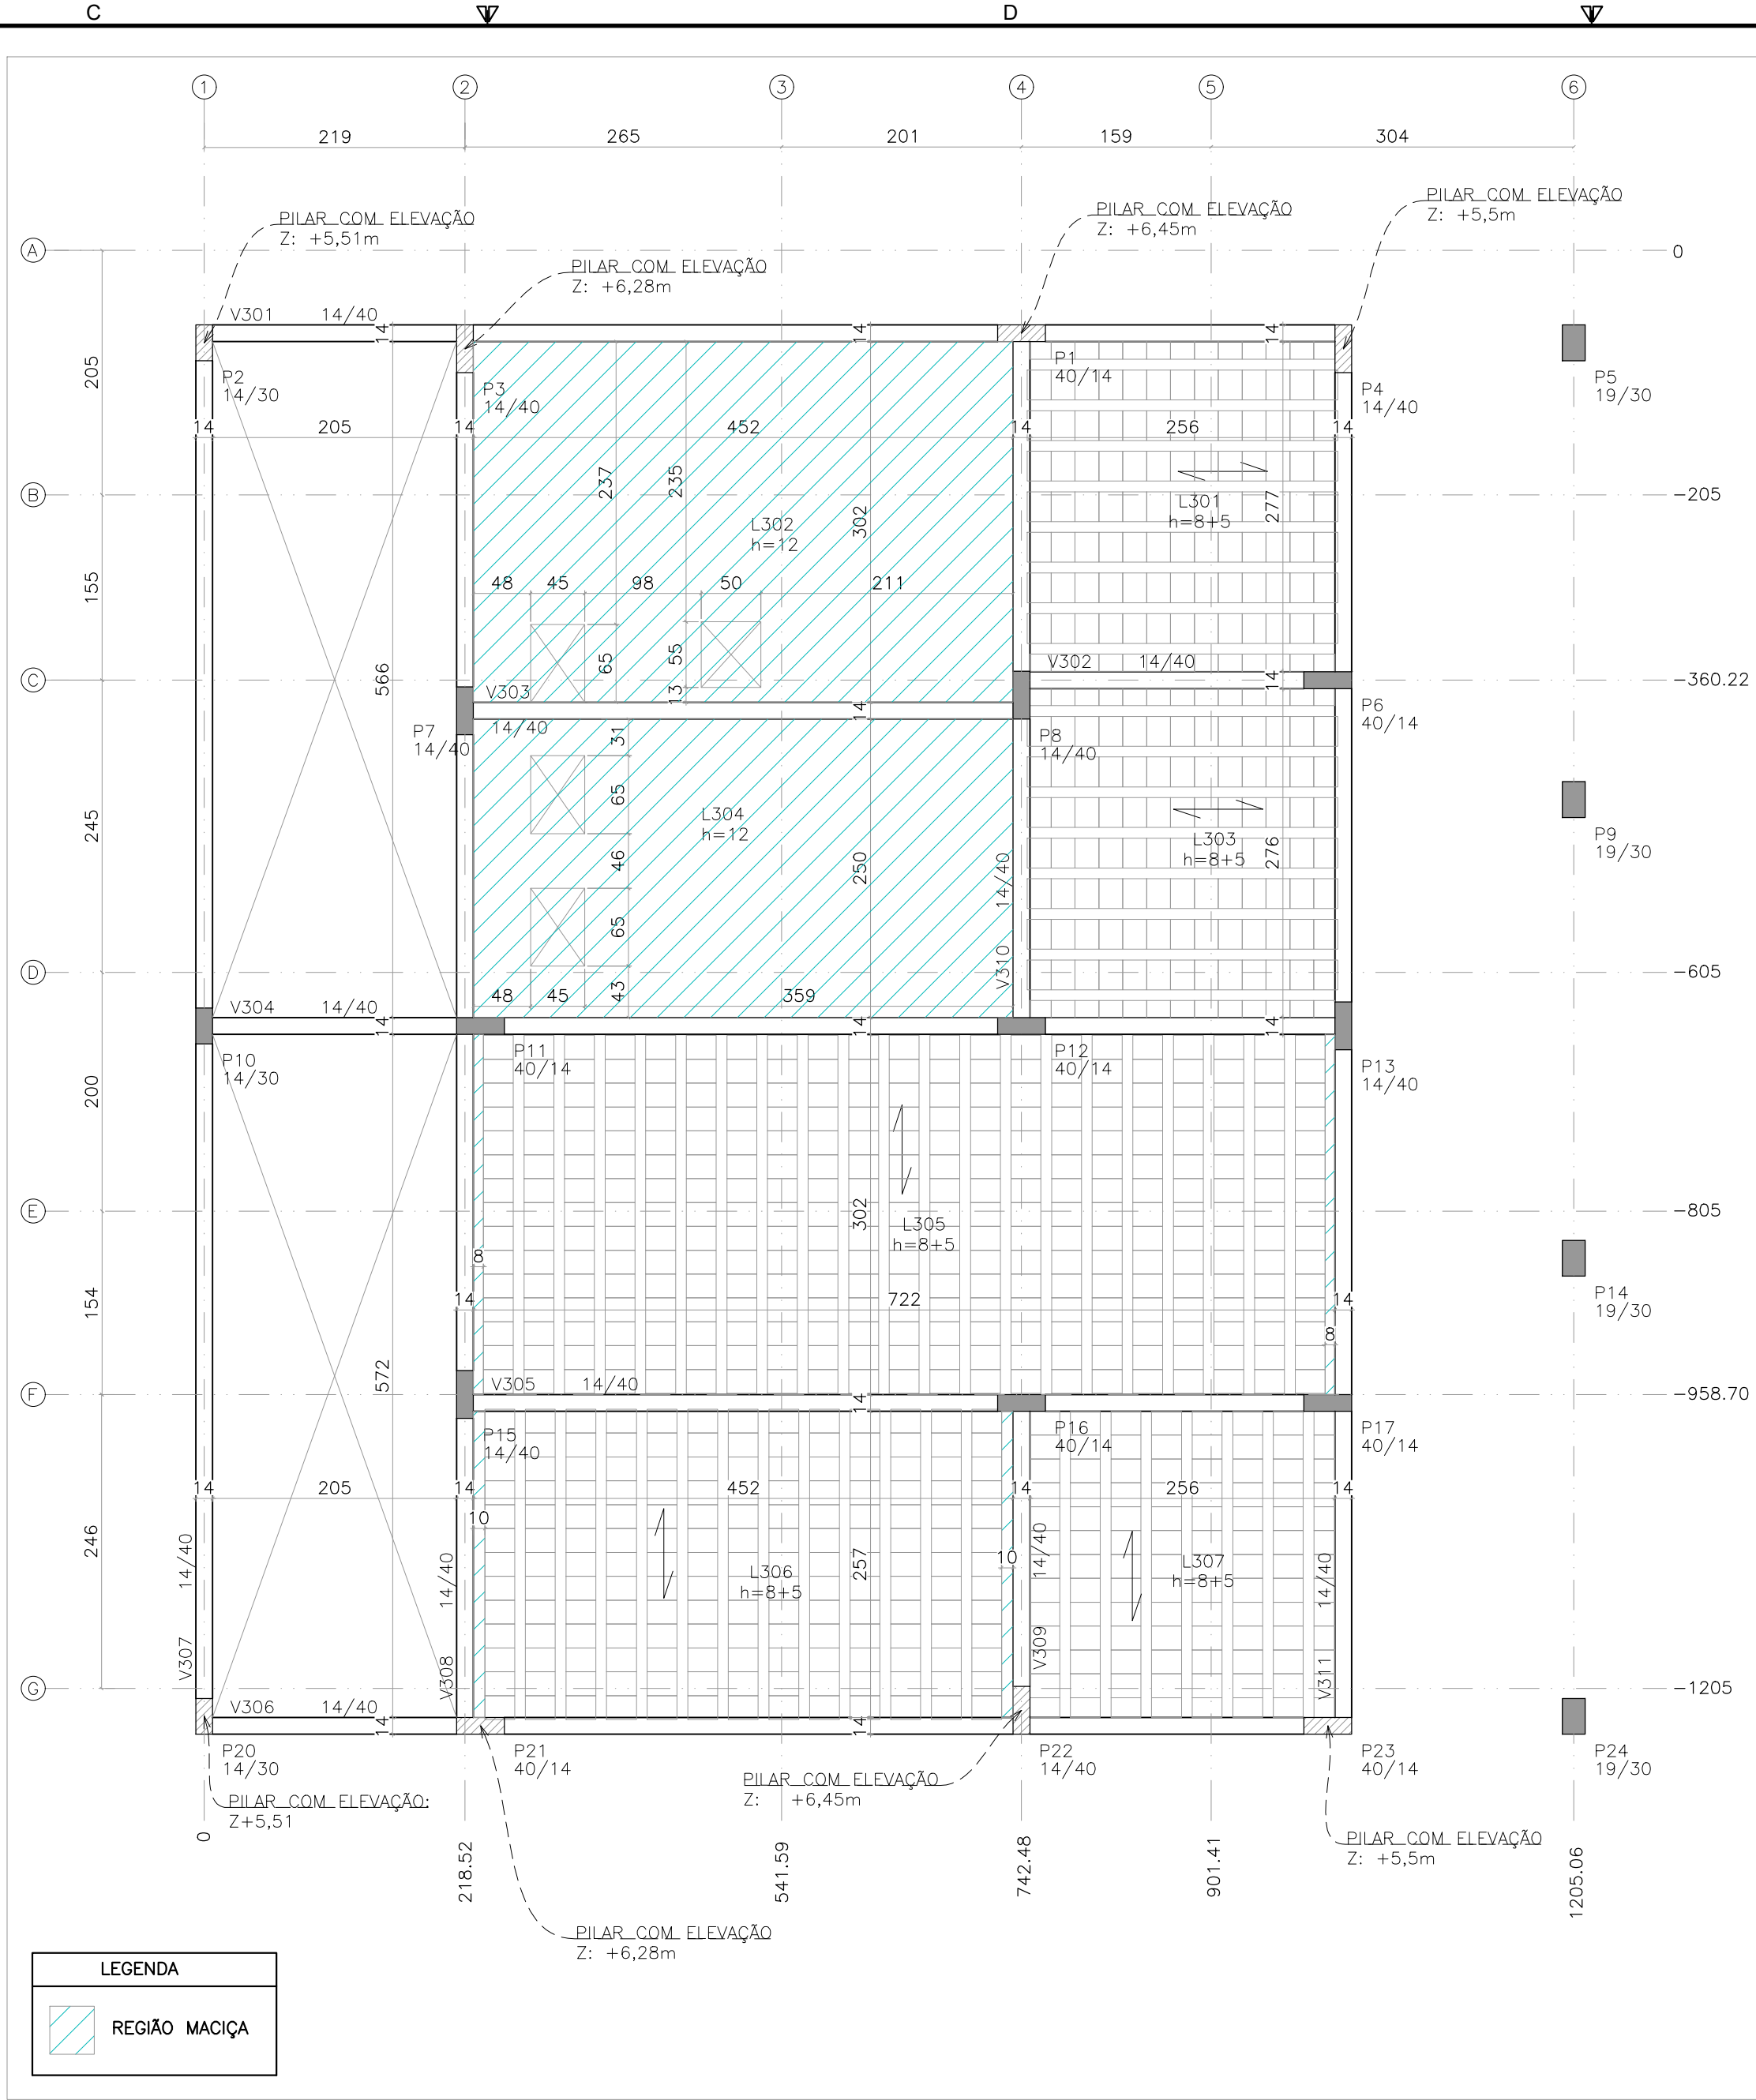 C
D
1
2
3
4
5
6
219
265
201
159
304
PILAR COM ELEVAÇÃO
Z: +5,51m
PILAR COM ELEVAÇÃO
Z: +6,28m
PILAR COM ELEVAÇÃO
Z: +6,45m
PILAR COM ELEVAÇÃO
Z: +5,5m
A
0
V301 14/40
14
14
14
205
P2
14/30
P3
14/40
P1
40/14
P4
14/40
P5
19/30
14
205
14
452
14
256
14
237
235
302
277
B
-205
L301
h=8+5
L302
h=12
155
48
45
98
50
211
65
55
13
566
V302 14/40
14
C
-360.22
V303
14/40
14
P7
14/40
P8
14/40
P6
40/14
31
65
46
65
43
245
L304
h=12
250
14/40
V310
L303
h=8+5
276
P9
19/30
D
-605
48
45
359
V304 14/40
14
14
14
P10
14/30
P11
40/14
P12
40/14
P13
14/40
200
E
-805
302
L305
h=8+5
8
14
722
14
8
154
P14
19/30
572
F
-958.70
V305 14/40
14
P15
14/40
P16
40/14
P17
40/14
14
205
14
452
14
256
14
10
10
246
14/40
V307
14/40
V308
L306
h=8+5
257
14/40
V309
L307
h=8+5
14/40
V311
G
-1205
V306 14/40
14
14
P20
14/30
P21
40/14
P22
14/40
P23
40/14
P24
19/30
PILAR COM ELEVAÇÃO:
Z+5,51
PILAR COM ELEVAÇÃO
Z: +6,45m
PILAR COM ELEVAÇÃO
Z: +5,5m
0
218.52
541.59
742.48
901.41
1205.06
PILAR COM ELEVAÇÃO
Z: +6,28m
LEGENDA
REGIÃO MACIÇA